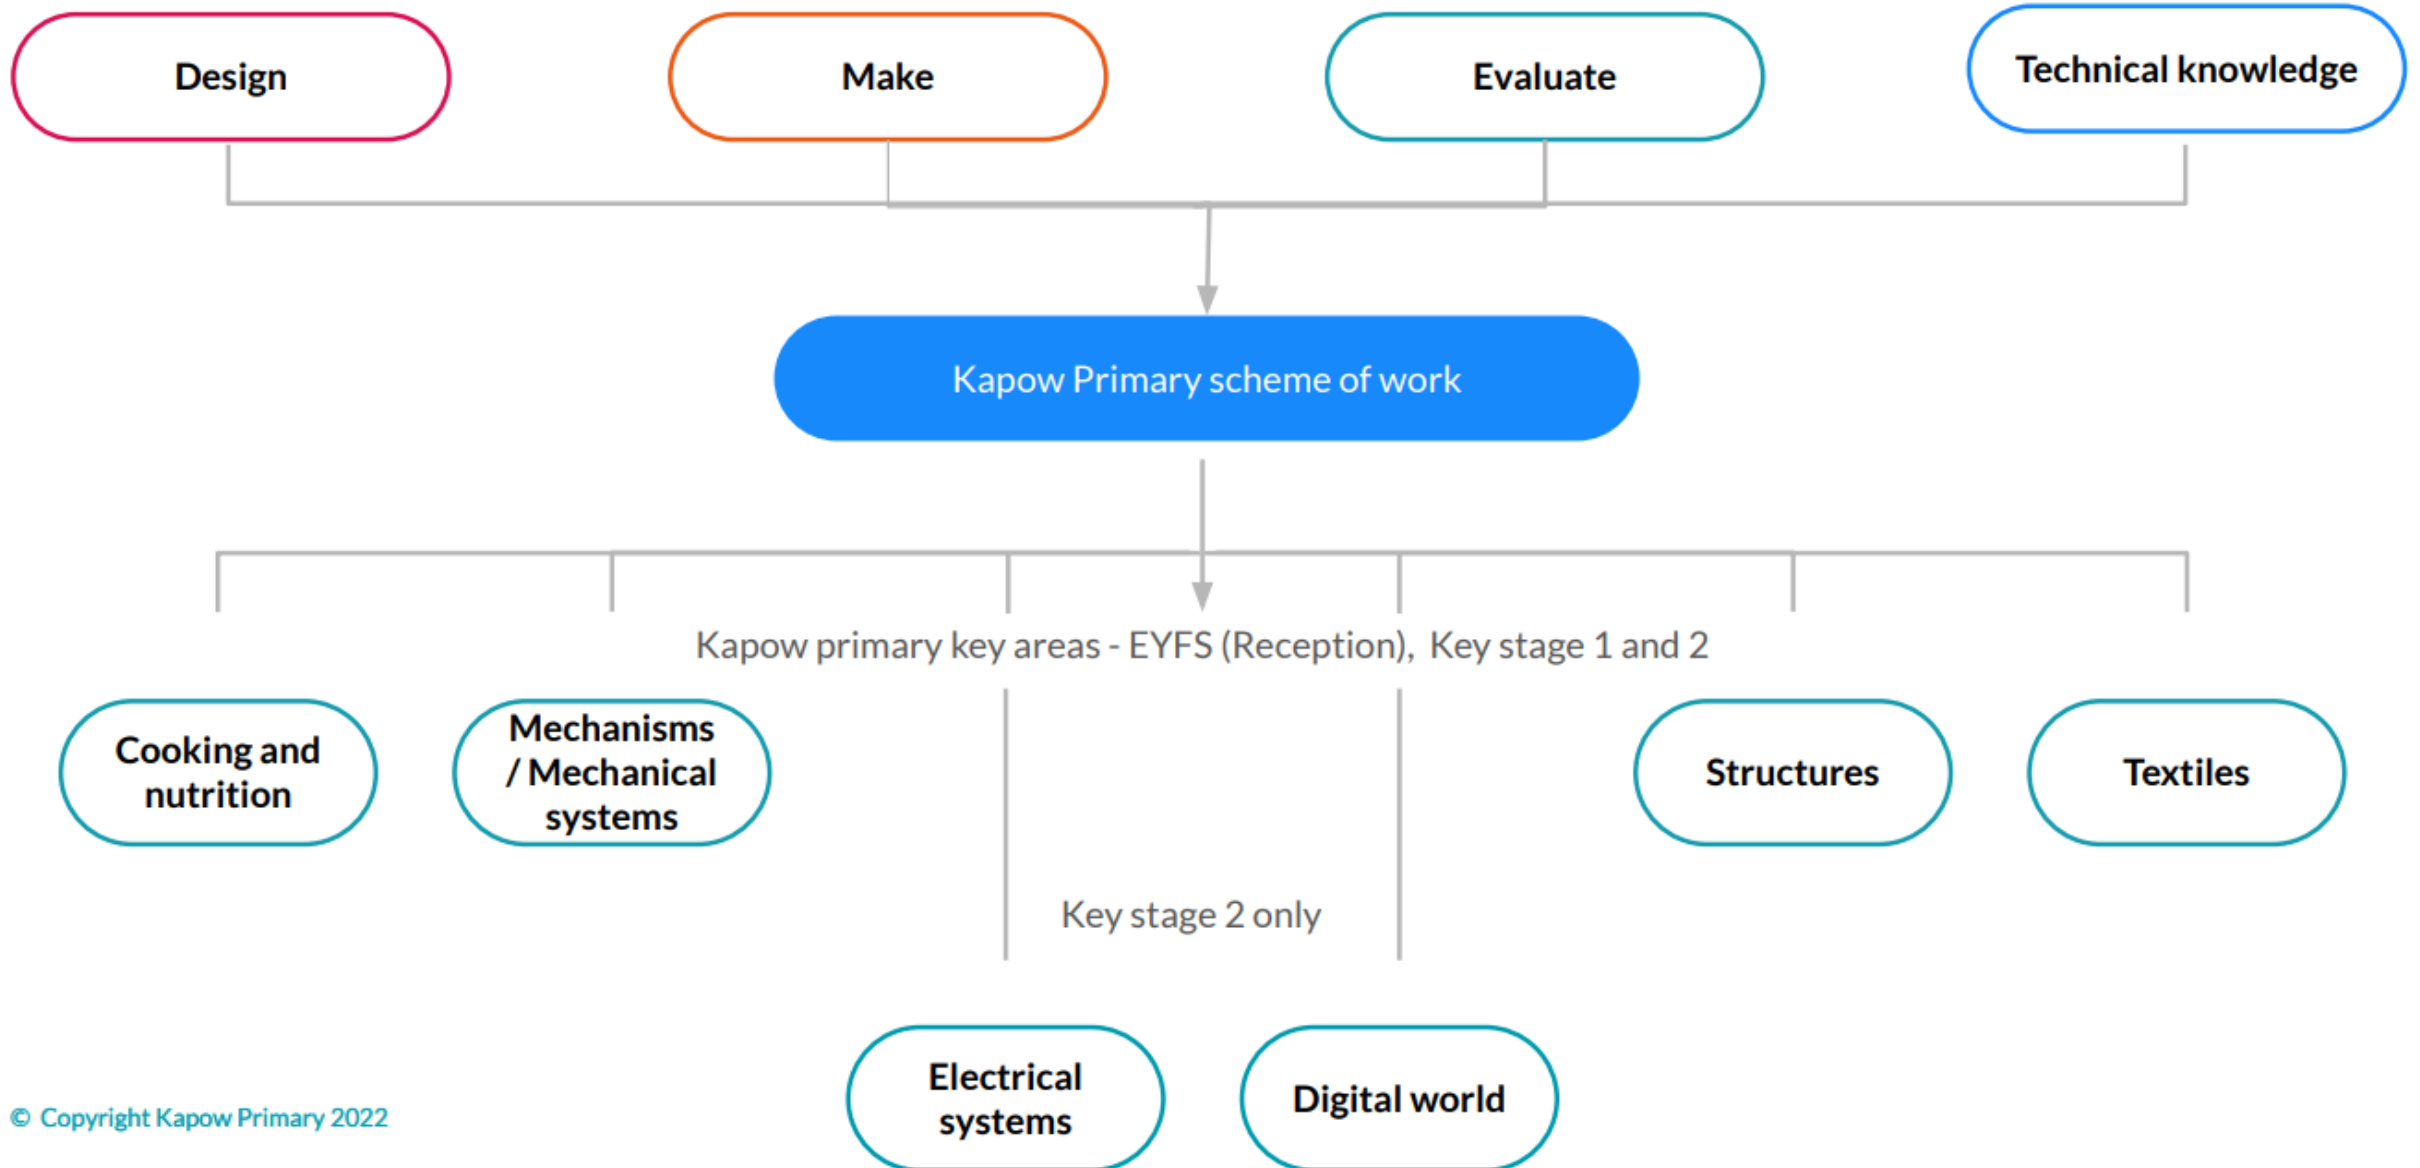 Design
Make
Evaluate
Technical knowledge
Kapow Primary scheme of work
Kapow primary key areas - EYFS (Reception), Key stage 1 and 2
Cooking and
nutrition
Mechanisms
/ Mechanical
systems
Structures
Textiles
Key stage 2 only
Electrical
systems
Digital world
© Copyright Kapow Primary 2022